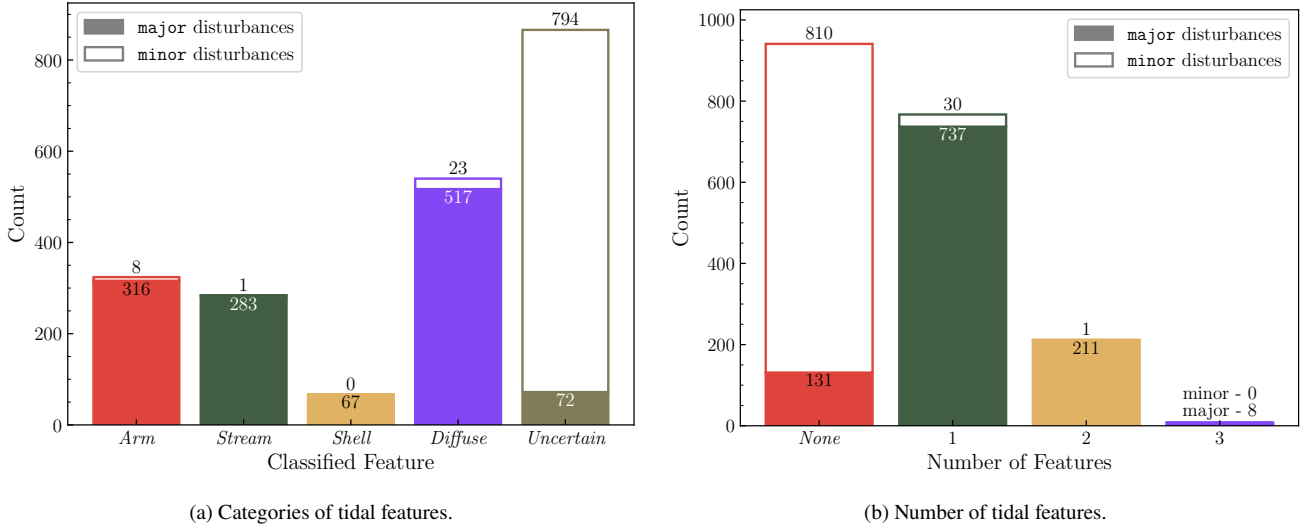 major disturbances
minor disturbances
Count
800
600
400
200
0
8
316
1
283
0
67
23
517
794
72
Arm Stream Shell Diffuse Uncertain
Classified Feature
(a) Categories of tidal features.
major disturbances
minor disturbances
Count
1000
800
600
400
200
0
810
131
30
737
1
211
minor - 0
major - 8
None 1 2 3
Number of Features
(b) Number of tidal features.